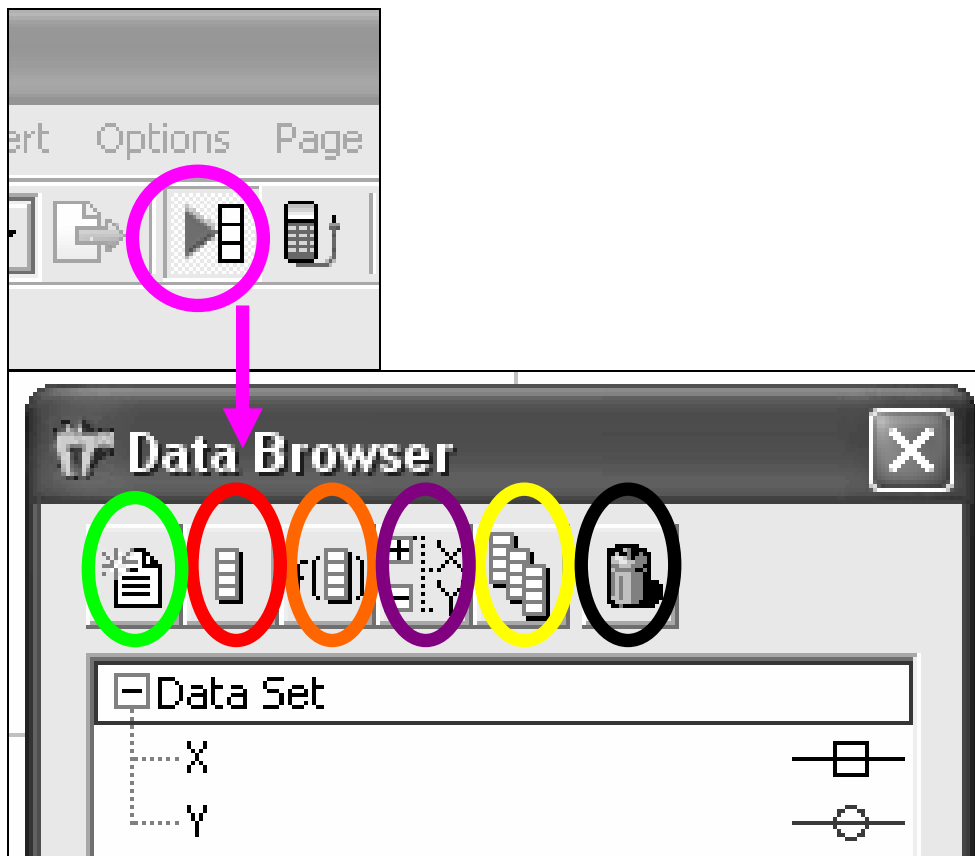 ert Options Page
Data Browser
Data Set
X
Y